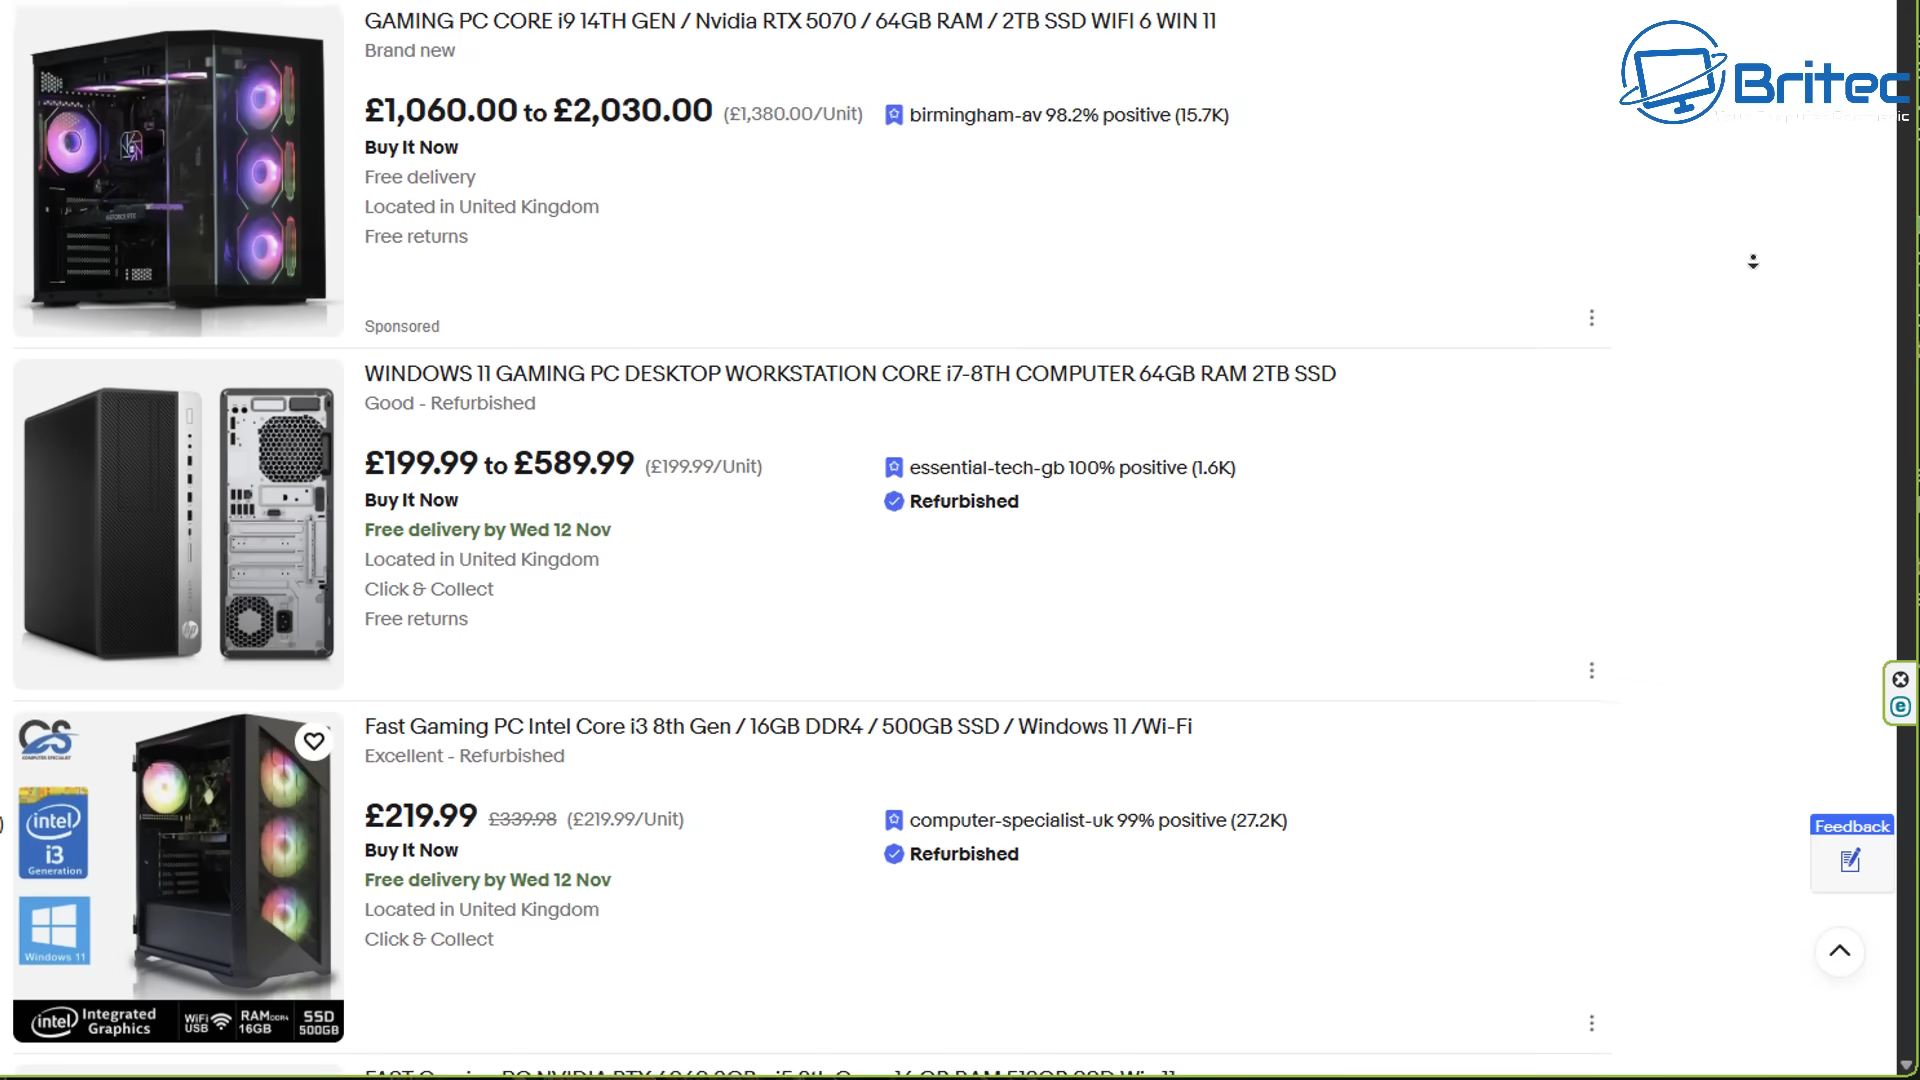 GAMING PC CORE i9 14TH GEN / Nvidia RTX 5070 / 64GB RAM / 2TB SSD WIFI 6 WIN 11
Brand new
£1,060.00 to £2,030.00 (£1,380.00/Unit)
birmingham-av 98.2% positive (15.7K)
Buy It Now
Free delivery
Located in United Kingdom
Free returns
Sponsored
Britec
WINDOWS 11 GAMING PC DESKTOP WORKSTATION CORE i7-8TH COMPUTER 64GB RAM 2TB SSD
Good - Refurbished
£199.99 to £589.99 (£199.99/Unit)
essential-tech-gb 100% positive (1.6K)
Refurbished
Buy It Now
Free delivery by Wed 12 Nov
Located in United Kingdom
Click & Collect
Free returns
hp
Fast Gaming PC Intel Core i3 8th Gen / 16GB DDR4 / 500GB SSD / Windows 11 /Wi-Fi
Excellent - Refurbished
£219.99 £339.98 (£219.99/Unit)
computer-specialist-uk 99% positive (27.2K)
Refurbished
Buy It Now
Free delivery by Wed 12 Nov
Located in United Kingdom
Click & Collect
CS
COMPUTER SPECIALIST
intel
i3
Generation
Windows 11
intel Integrated Graphics
WiFi USB
RAM DDR4 16GB
SSD 500GB
Feedback